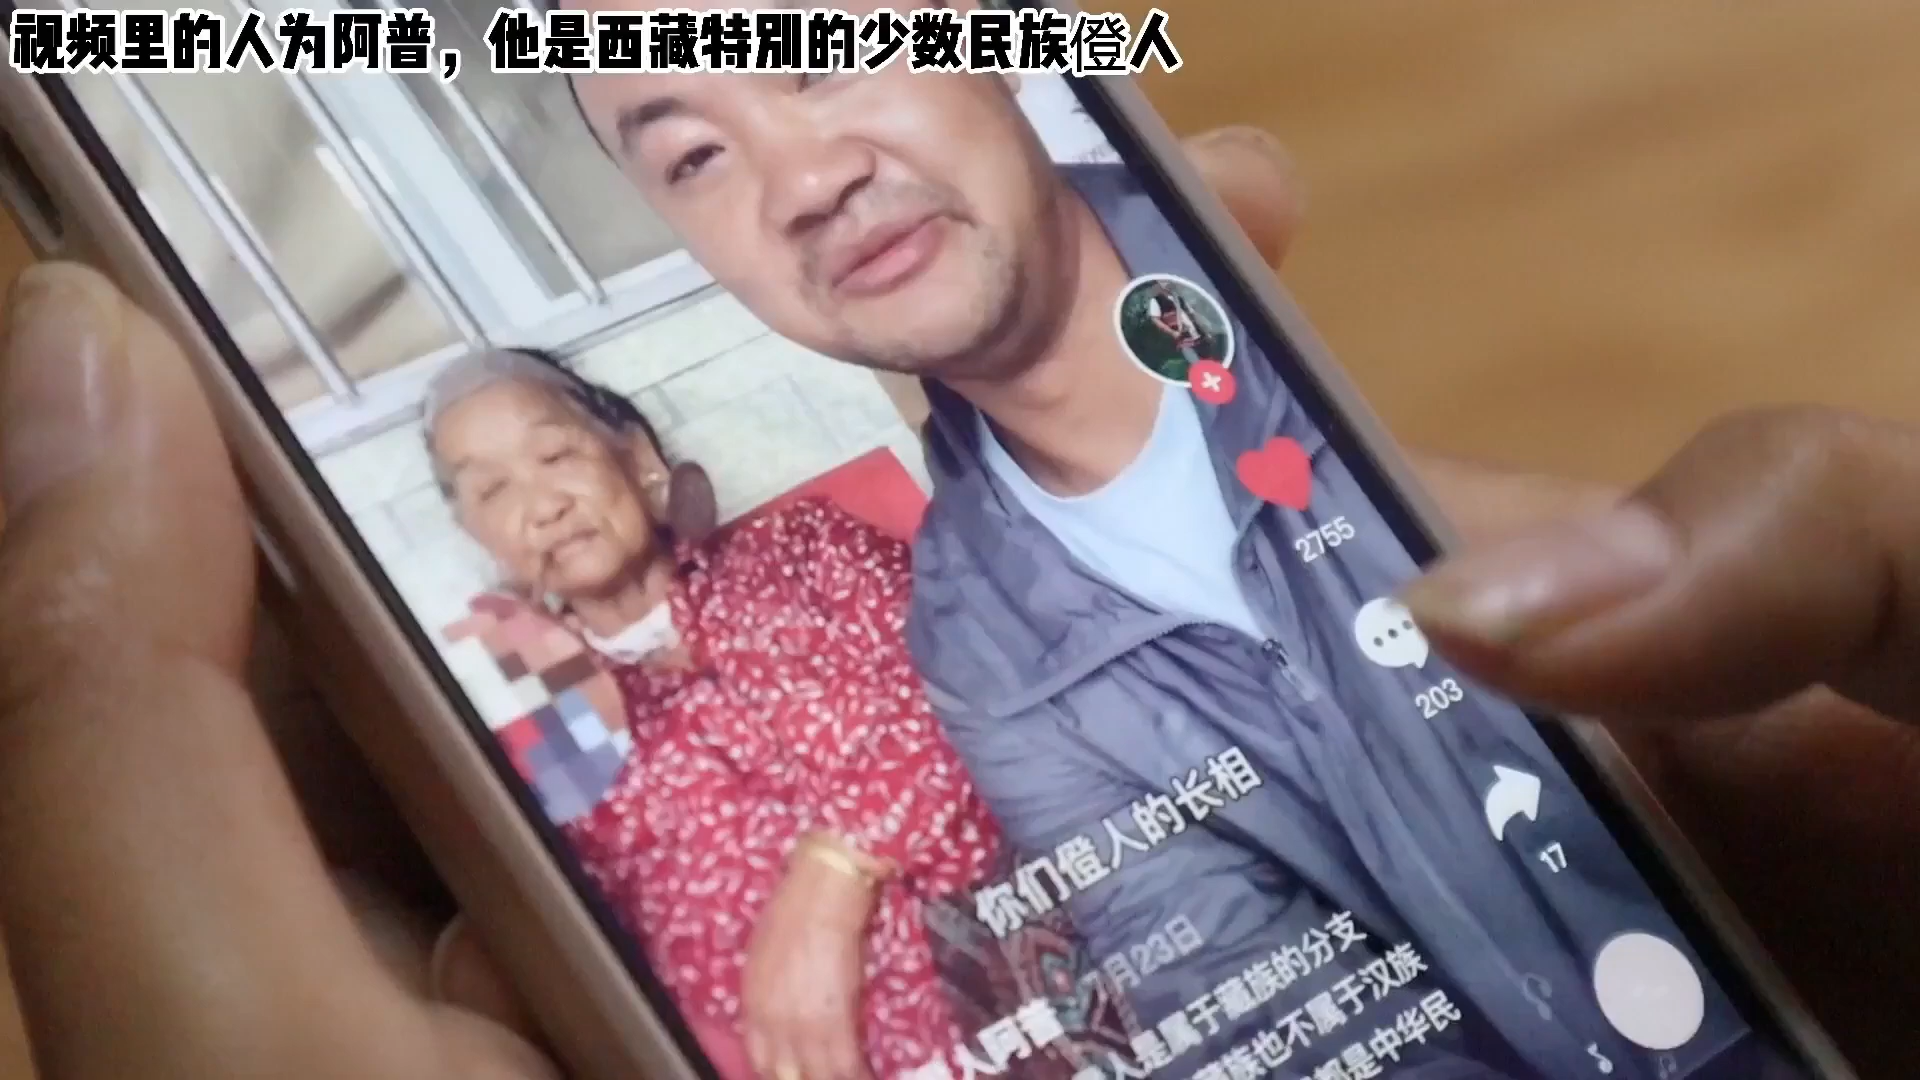 视频里的人为阿普，他是西藏特别的少数民族僜人
2755
203
17
你们僜人的长相
人阿普 7月23日
人是属于藏族的分支
藏族也不属于汉族
都是中华民